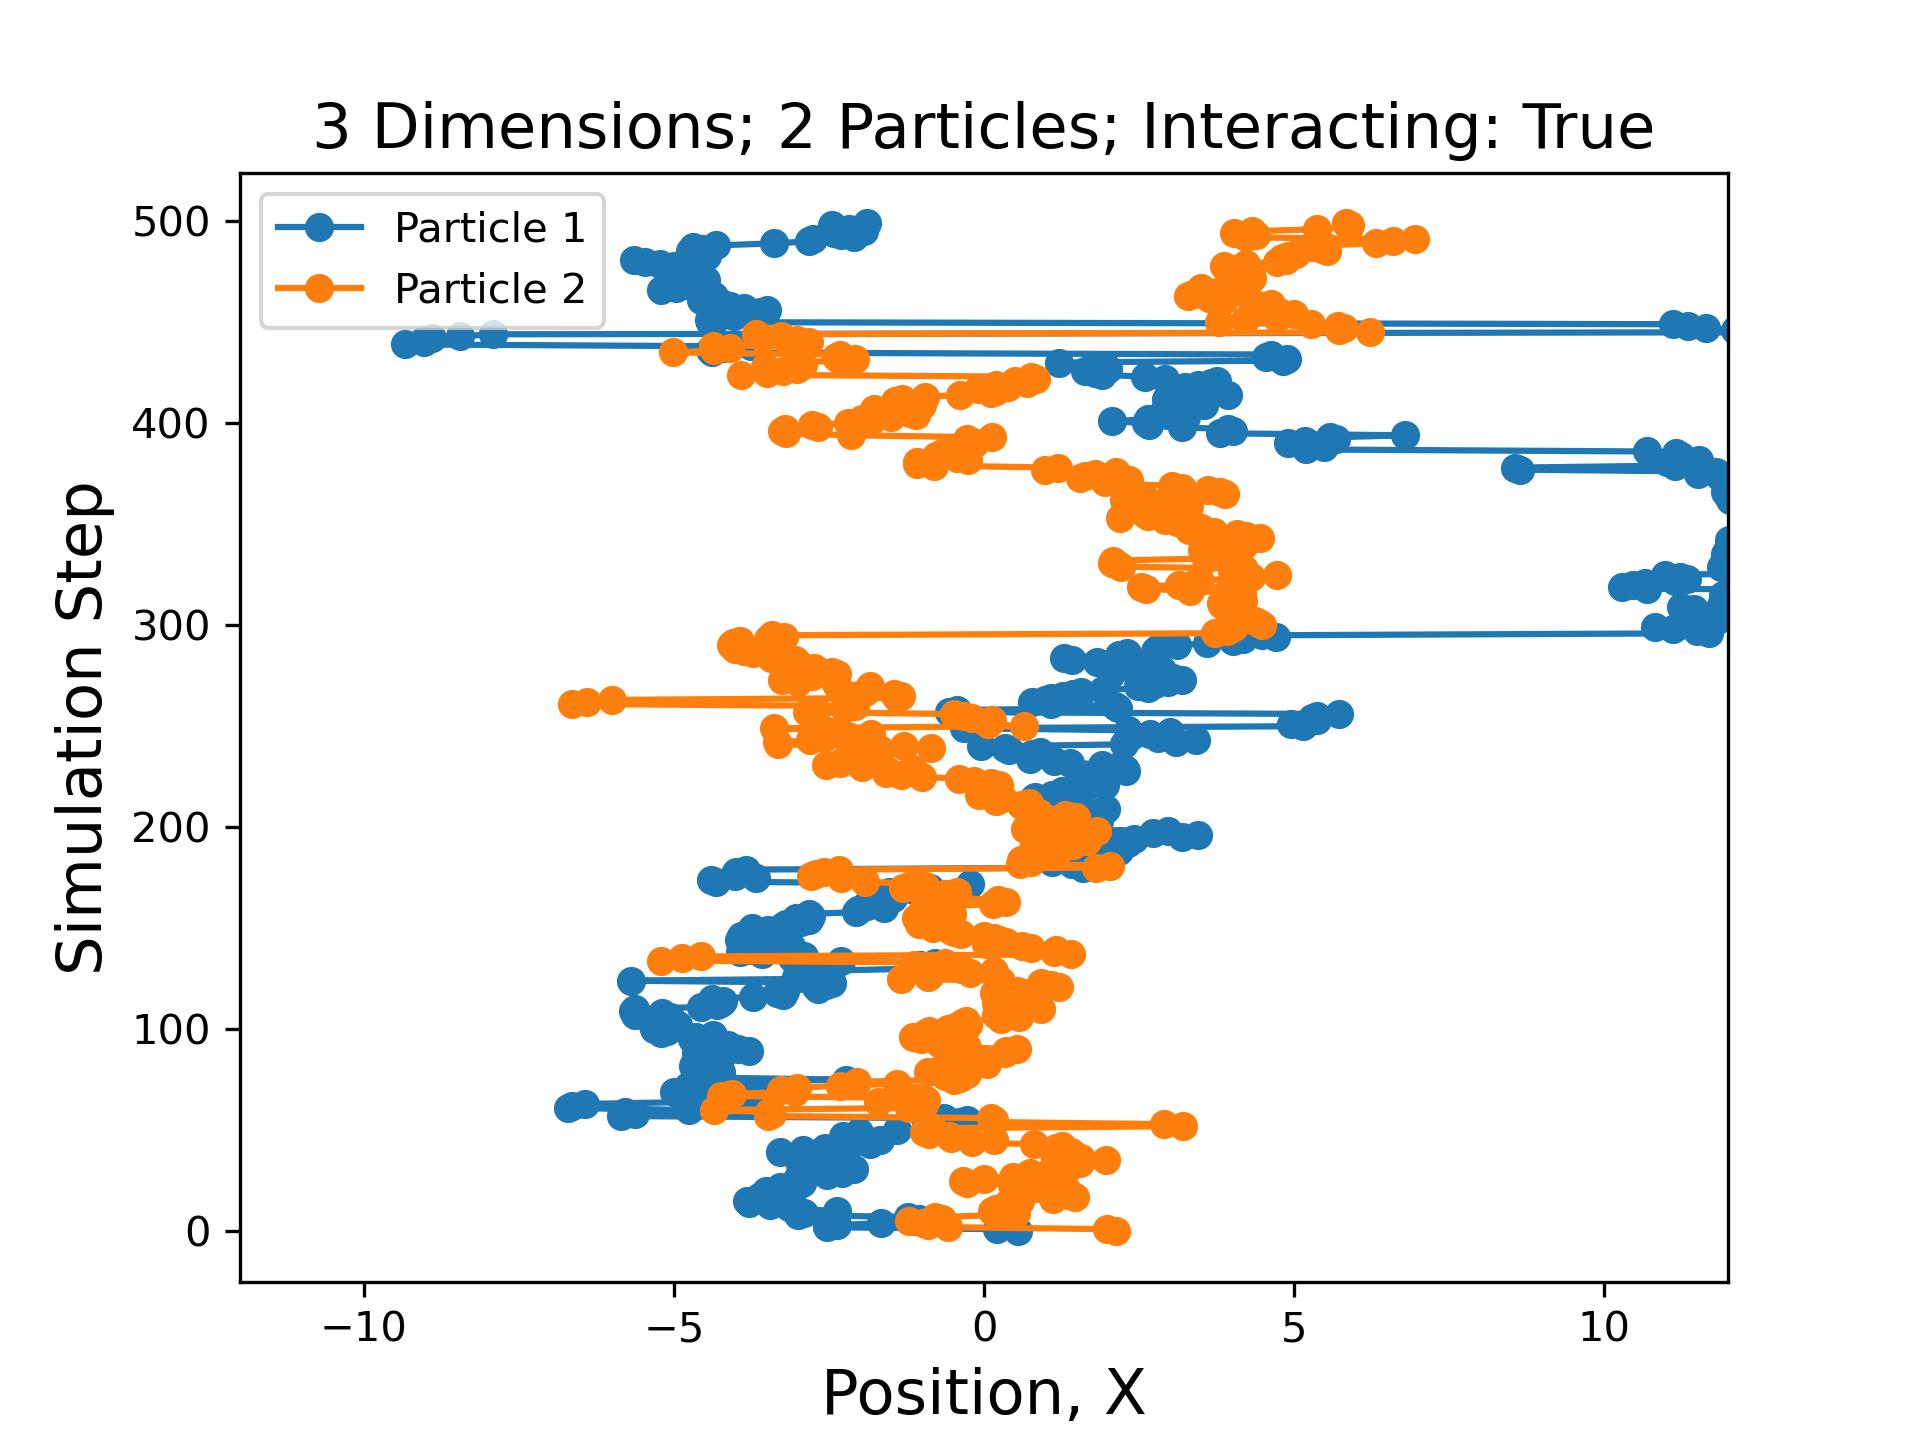 3 Dimensions; 2 Particles; Interacting: True
Particle 1
Particle 2
Simulation Step
500
400
300
200
100
0
−10
−5
0
5
10
Position, X